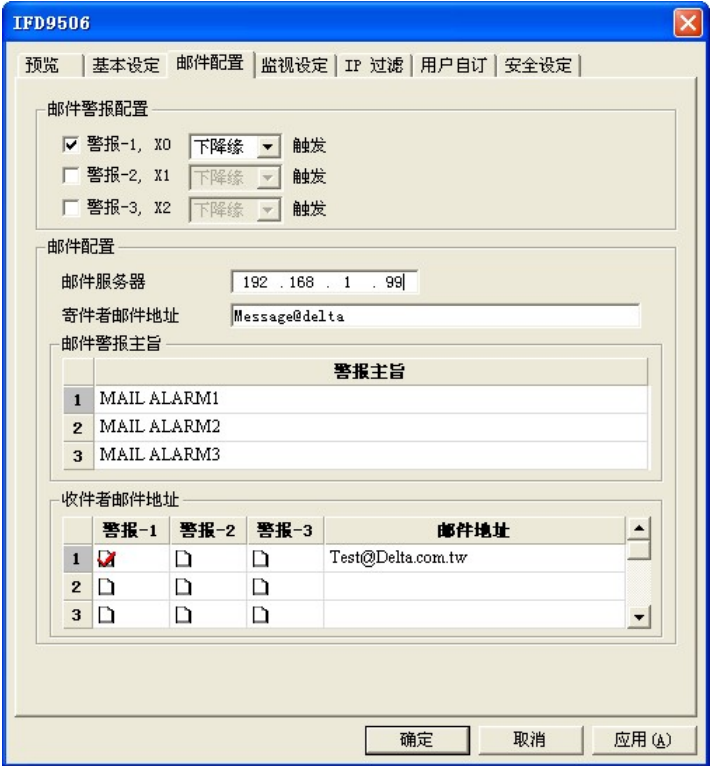 IFD9506
预览 基本设定 邮件配置 监视设定 IP 过滤 用户自订 安全设定
邮件警报配置
警报-1, X0 下降缘 触发
警报-2, X1 下降缘 触发
警报-3, X2 下降缘 触发
邮件配置
邮件服务器 192 . 168 . 1 . 99
寄件者邮件地址 Message@delta
邮件警报主旨
警报主旨
1 MAIL ALARM1
2 MAIL ALARM2
3 MAIL ALARM3
收件者邮件地址
警报-1 警报-2 警报-3 邮件地址
1 Test@Delta.com.tw
2
3
确定 取消 应用(A)